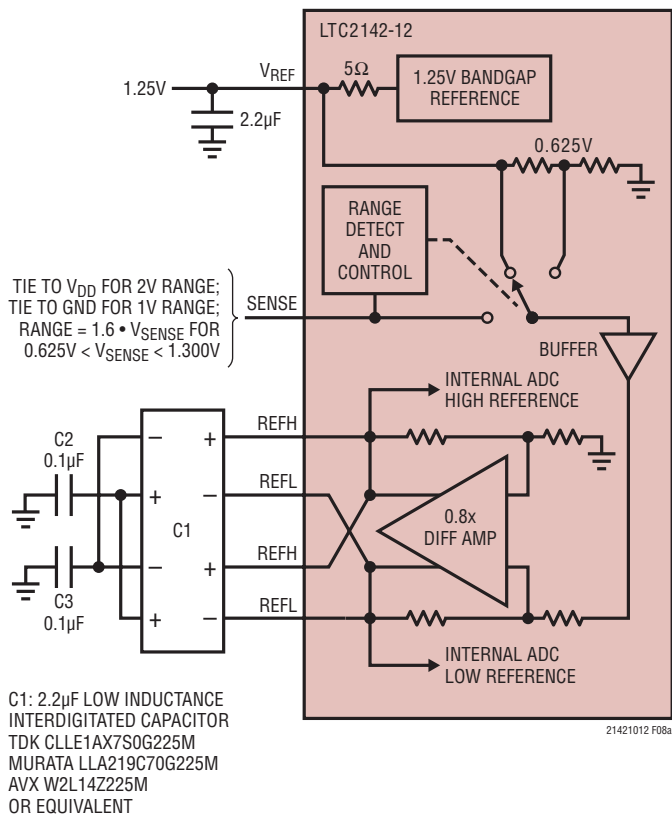 LTC2142-12
VREF
5Ω
1.25V
1.25V BANDGAP
REFERENCE
2.2µF
0.625V
RANGE
DETECT
AND
CONTROL
TIE TO VDD FOR 2V RANGE;
TIE TO GND FOR 1V RANGE;
RANGE = 1.6 • VSENSE FOR
0.625V < VSENSE < 1.300V
SENSE
BUFFER
INTERNAL ADC
HIGH REFERENCE
C2
0.1µF
C3
0.1µF
C1
– +
+ –
– +
+ –
REFH
REFL
REFH
REFL
0.8x
DIFF AMP
INTERNAL ADC
LOW REFERENCE
C1: 2.2µF LOW INDUCTANCE
INTERDIGITATED CAPACITOR
TDK CLLE1AX7S0G225M
MURATA LLA219C70G225M
AVX W2L14Z225M
OR EQUIVALENT
21421012 F08a